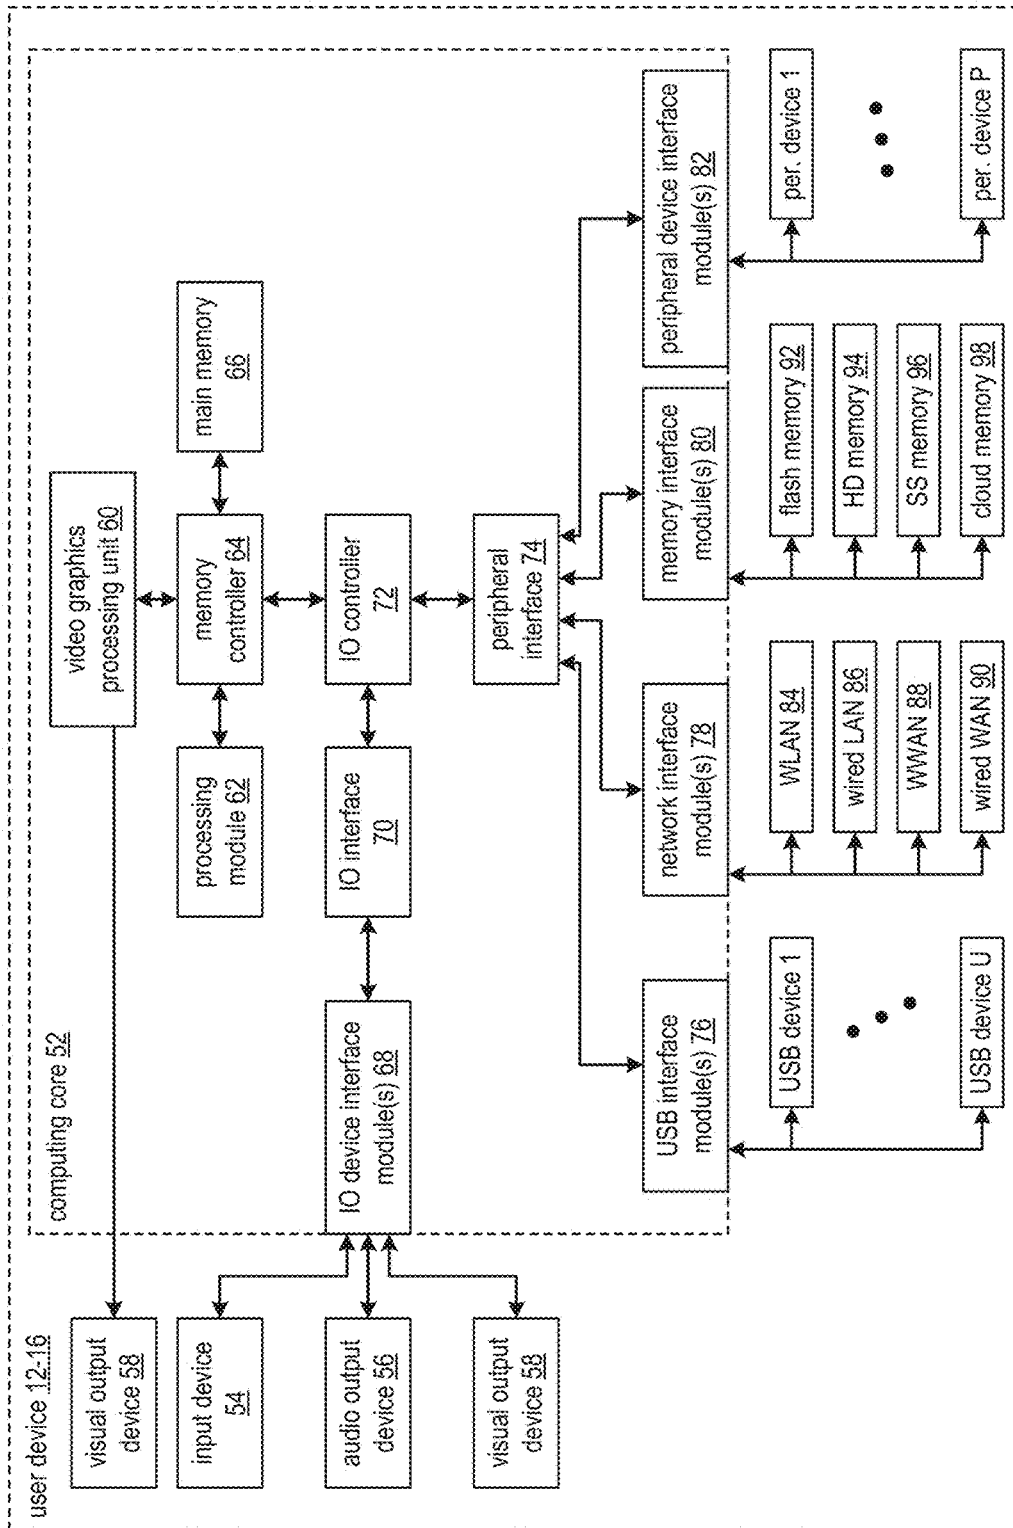 user device 12-16
visual output
device 58
input device
54
audio output
device 56
visual output
device 58
computing core 52
video graphics
processing unit 60
processing
module 62
memory
controller 64
main memory
66
IO device interface
module(s) 68
IO interface
70
IO controller
72
peripheral
interface 74
USB interface
module(s) 76
network interface
module(s) 78
memory interface
module(s) 80
peripheral device interface
module(s) 82
USB device 1
USB device U
WLAN 84
wired LAN 86
WWAN 88
wired WAN 90
flash memory 92
HD memory 94
SS memory 96
cloud memory 98
per. device 1
per. device P